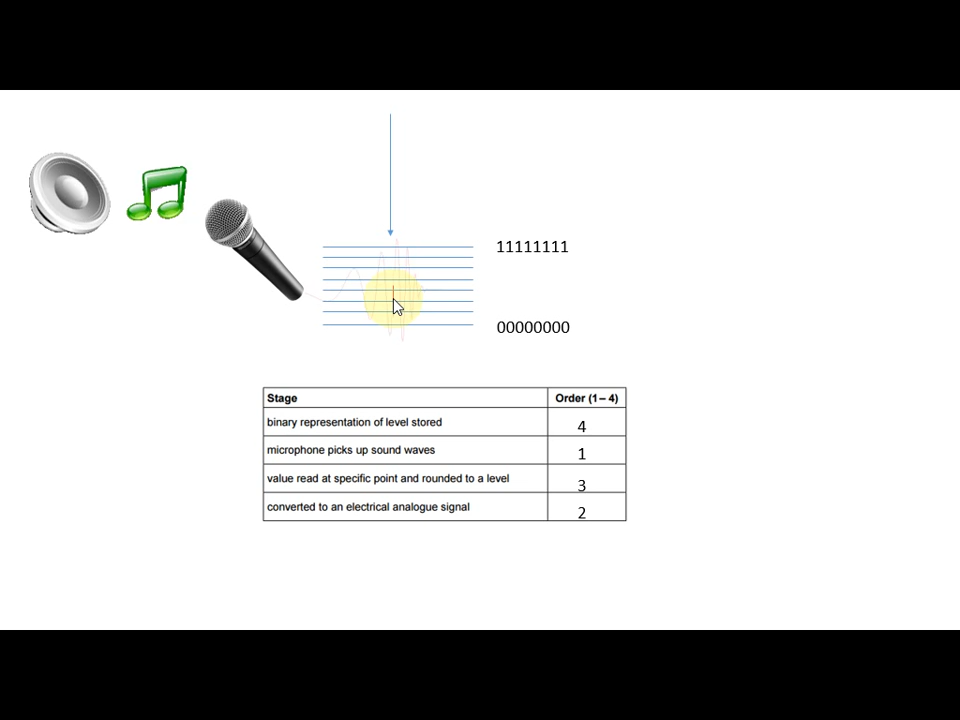 11111111
00000000
Stage Order (1 – 4)
binary representation of level stored 4
microphone picks up sound waves 1
value read at specific point and rounded to a level 3
converted to an electrical analogue signal 2